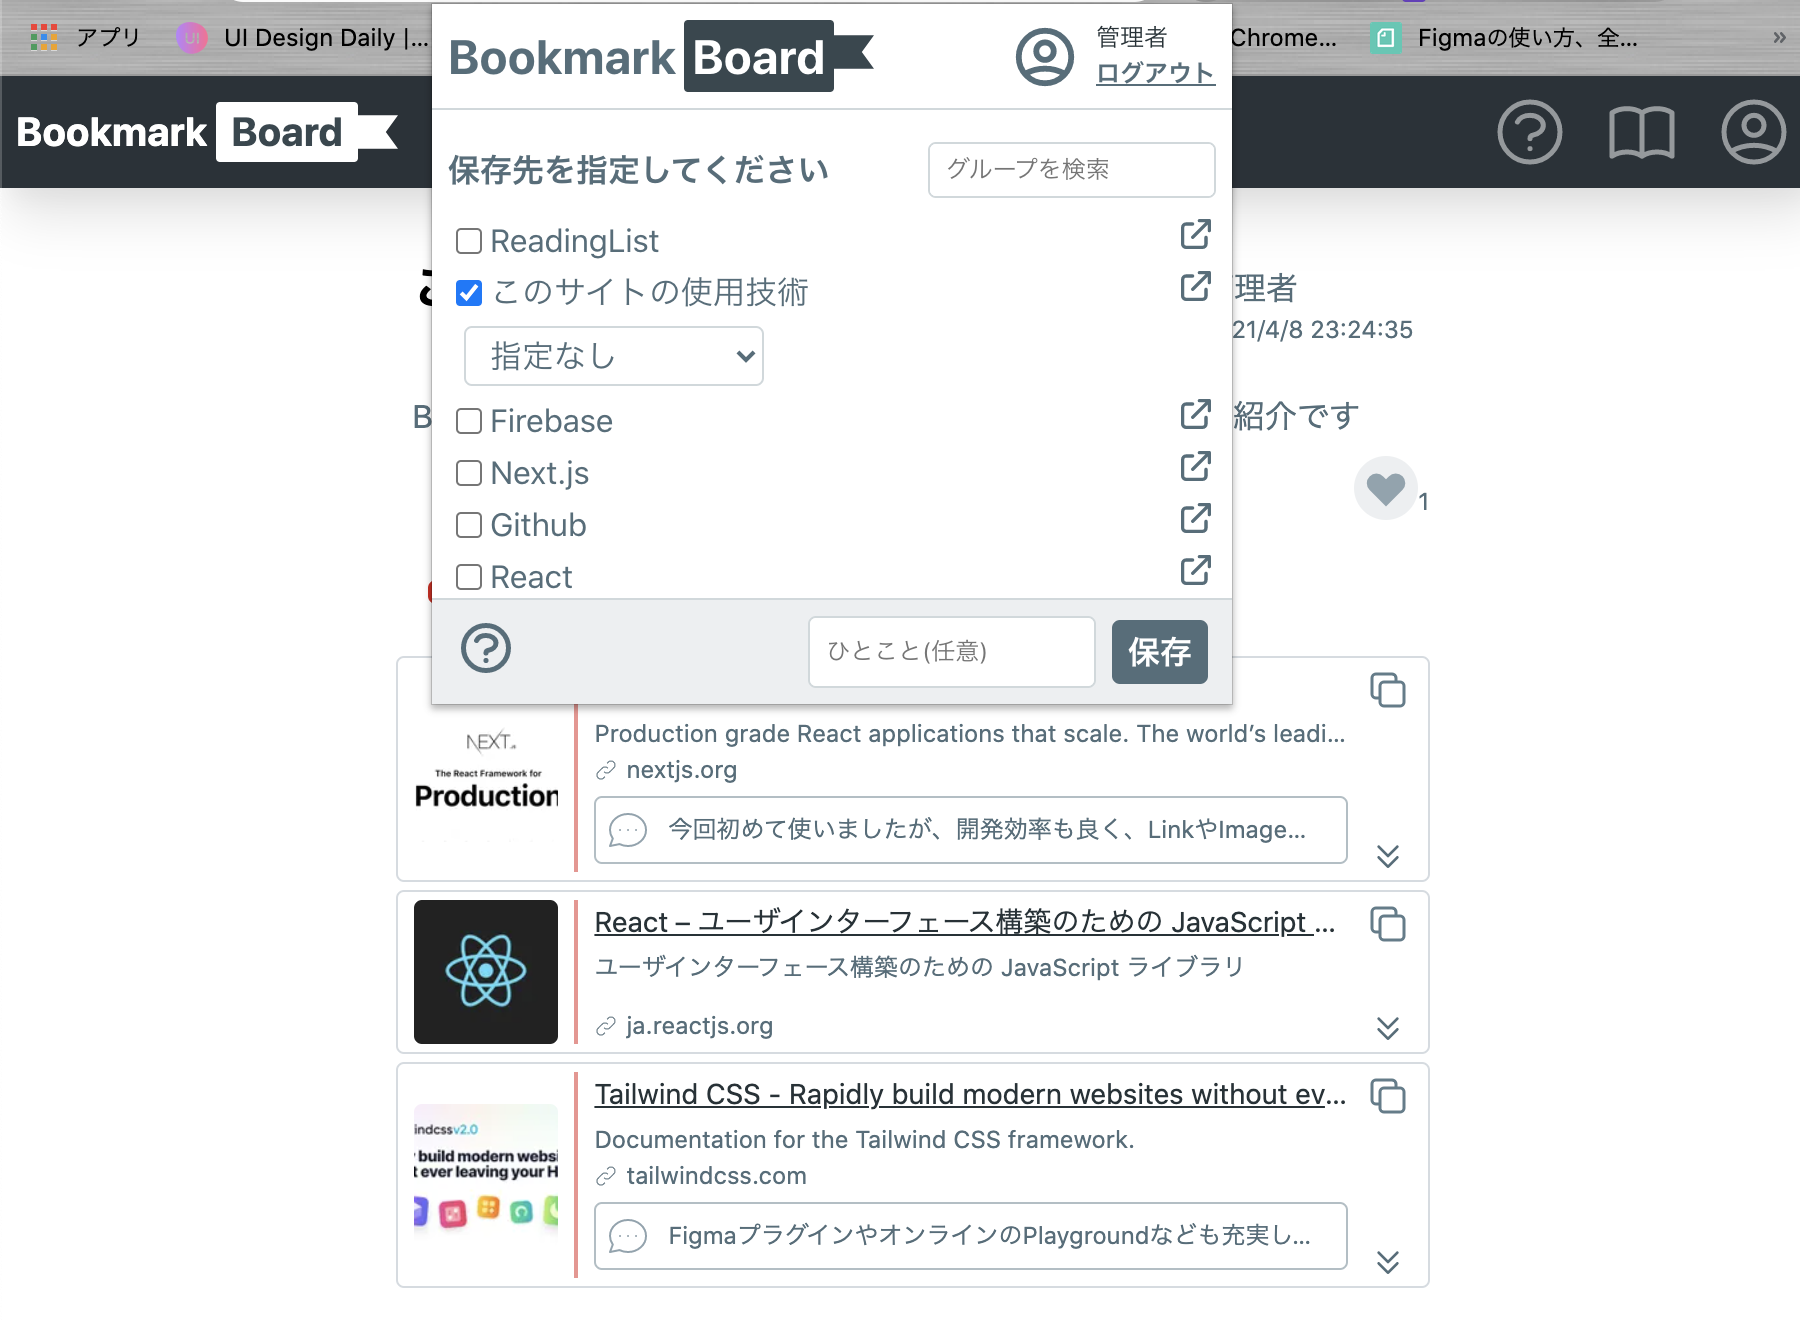 アプリ
UI Design Daily |...
Chrome...
Figmaの使い方、全...
»
Bookmark Board
Bookmark Board
管理者
ログアウト
保存先を指定してください
グループを検索
ReadingList
このサイトの使用技術
指定なし
Firebase
Next.js
Github
React
ひとこと(任意)
保存
理者
21/4/8 23:24:35
B
紹介です
1
NEXT.
The React Framework for
Production
Production grade React applications that scale. The world's leadi...
nextjs.org
今回初めて使いましたが、開発効率も良く、LinkやImage...
React – ユーザインターフェース構築のための JavaScript ...
ユーザインターフェース構築のための JavaScript ライブラリ
ja.reactjs.org
Tailwind CSS - Rapidly build modern websites without ev...
indcssv2.0
build modern websi
t ever leaving your H
Documentation for the Tailwind CSS framework.
tailwindcss.com
Figmaプラグインやオンラインのplaygroundなども充実し...